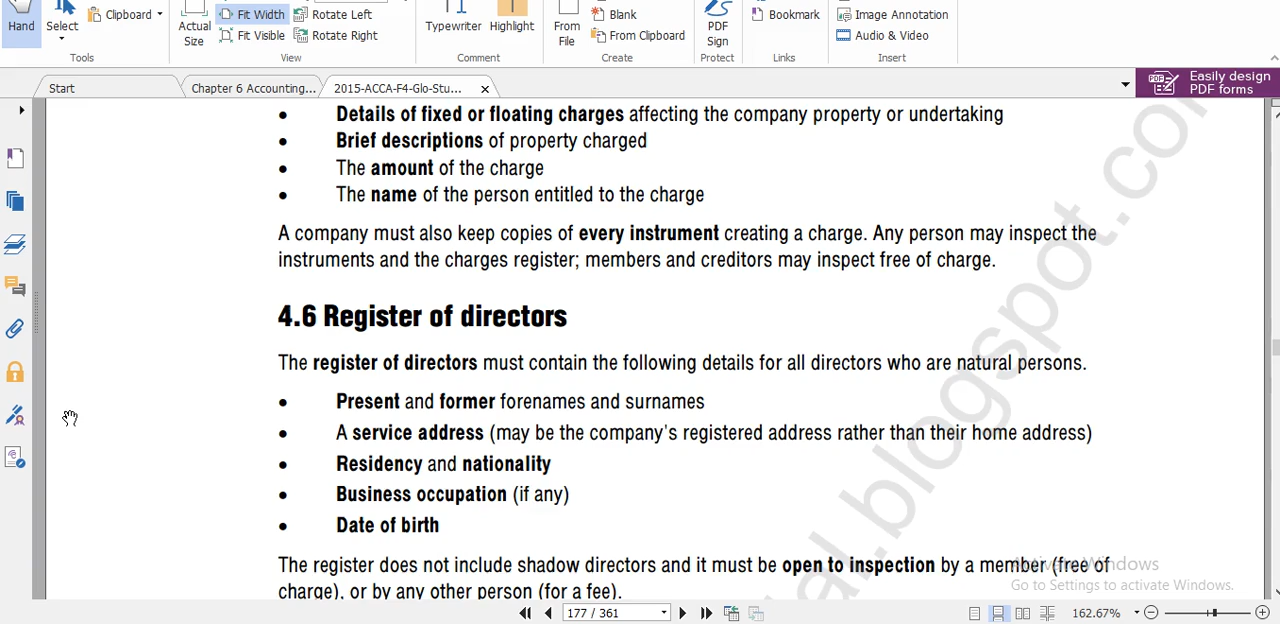 Hand
Select
Clipboard
Actual
Size
Fit Width
Fit Visible
Rotate Left
Rotate Right
Typewriter
Highlight
From
File
Blank
From Clipboard
PDF
Sign
Bookmark
Image Annotation
Audio & Video
Tools
View
Comment
Create
Protect
Links
Insert
Start
Chapter 6 Accounting...
2015-ACCA-F4-Glo-Stu...
Easily design
PDF forms
• Details of fixed or floating charges affecting the company property or undertaking
• Brief descriptions of property charged
• The amount of the charge
• The name of the person entitled to the charge
A company must also keep copies of every instrument creating a charge. Any person may inspect the
instruments and the charges register; members and creditors may inspect free of charge.
4.6 Register of directors
The register of directors must contain the following details for all directors who are natural persons.
• Present and former forenames and surnames
• A service address (may be the company's registered address rather than their home address)
• Residency and nationality
• Business occupation (if any)
• Date of birth
The register does not include shadow directors and it must be open to inspection by a member (free of
charge), or by any other person (for a fee).
al.blogspot.com
Activate Windows
Go to Settings to activate Windows.
177 / 361
162.67%